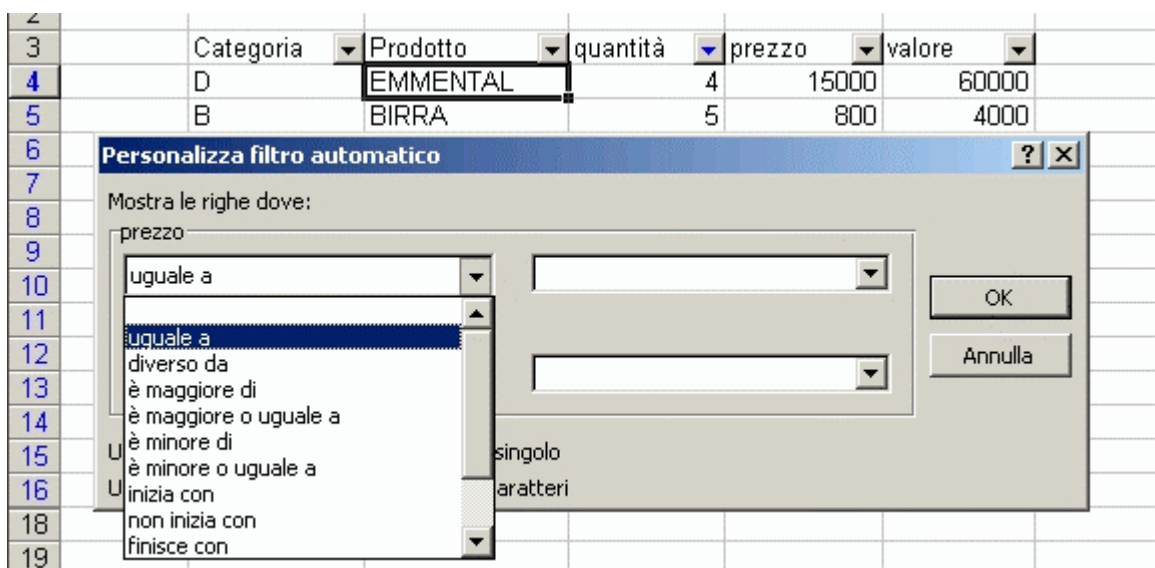 2
3 Categoria Prodotto quantità prezzo valore
4 D EMMENTAL 4 15000 60000
5 B BIRRA 5 800 4000
6
Personalizza filtro automatico
7
Mostra le righe dove:
8
prezzo
9
10 uguale a
OK
11
uguale a
12 diverso da
Annulla
13 è maggiore di
14 è maggiore o uguale a
è minore di
15 U singolo
è minore o uguale a
16 U inizia con aratteri
18 non inizia con
19 finisce con